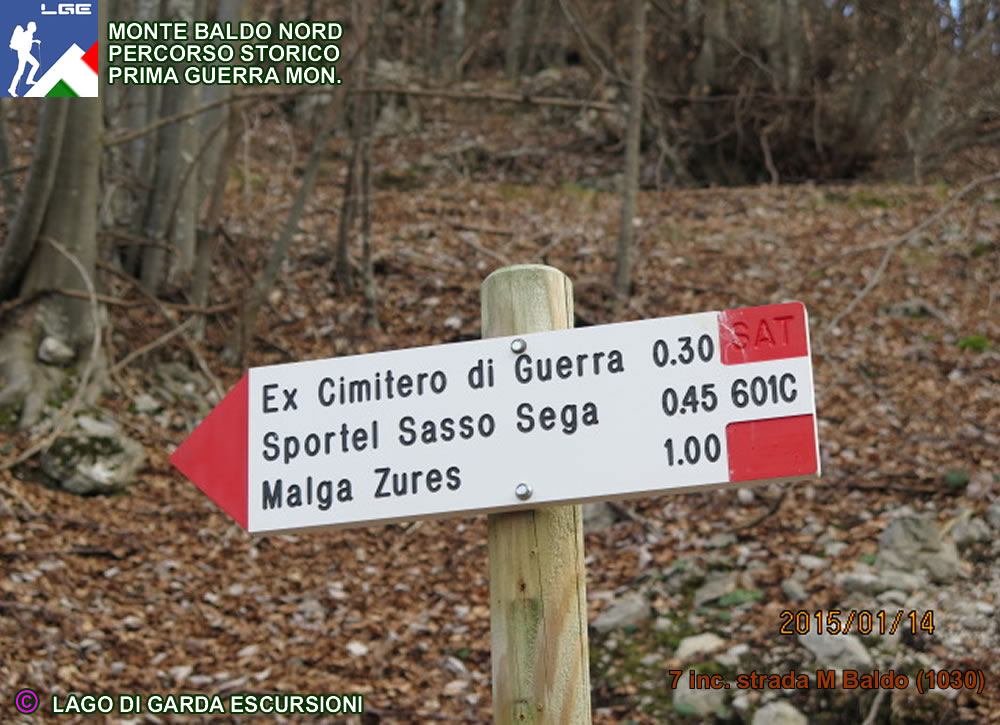 LGE
MONTE BALDO NORD
PERCORSO STORICO
PRIMA GUERRA MON.
SAT
Ex Cimitero di Guerra 0.30
Sportel Sasso Sega 0.45 601C
Malga Zures 1.00
2015/01/14
7 inc. strada M Baldo (1030)
© LAGO DI GARDA ESCURSIONI